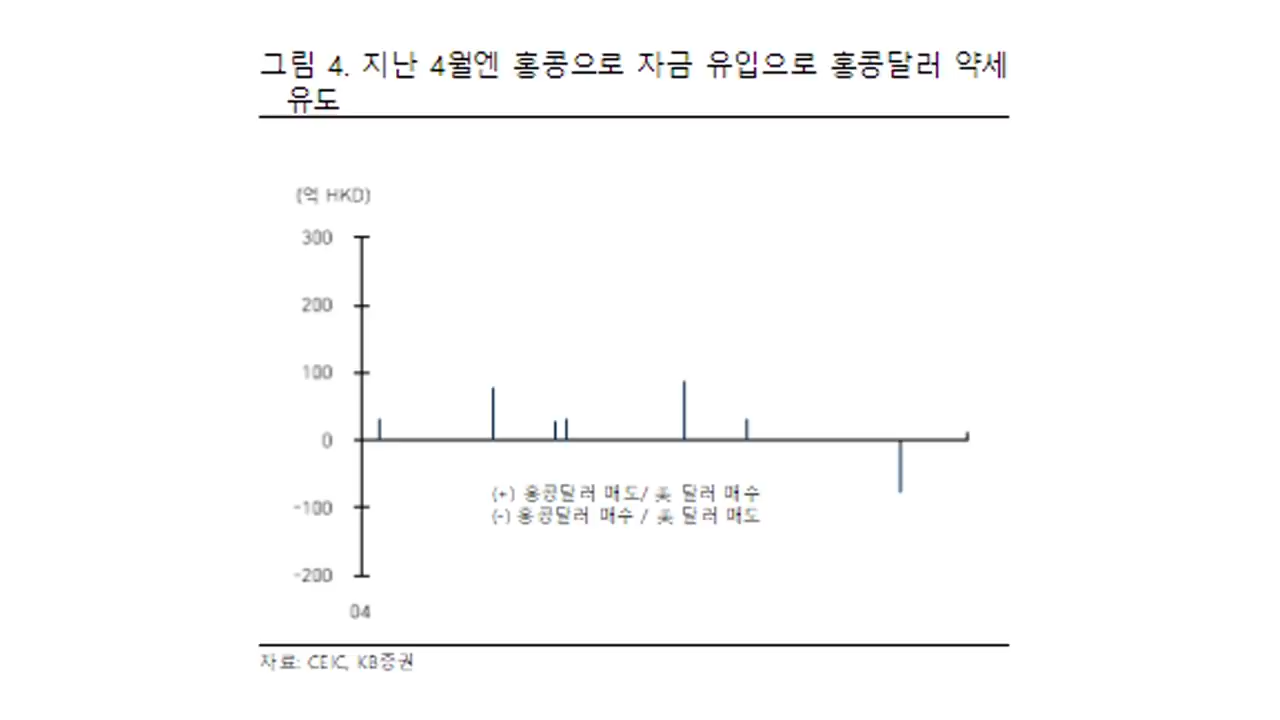 그림 4. 지난 4월엔 홍콩으로 자금 유입으로 홍콩달러 약세
유도
(억 HKD)
300
200
100
0
-100
-200
(+) 홍콩달러 매도/ 美 달러 매수
(-) 홍콩달러 매수 / 美 달러 매도
04
자료: CEIC, KB증권